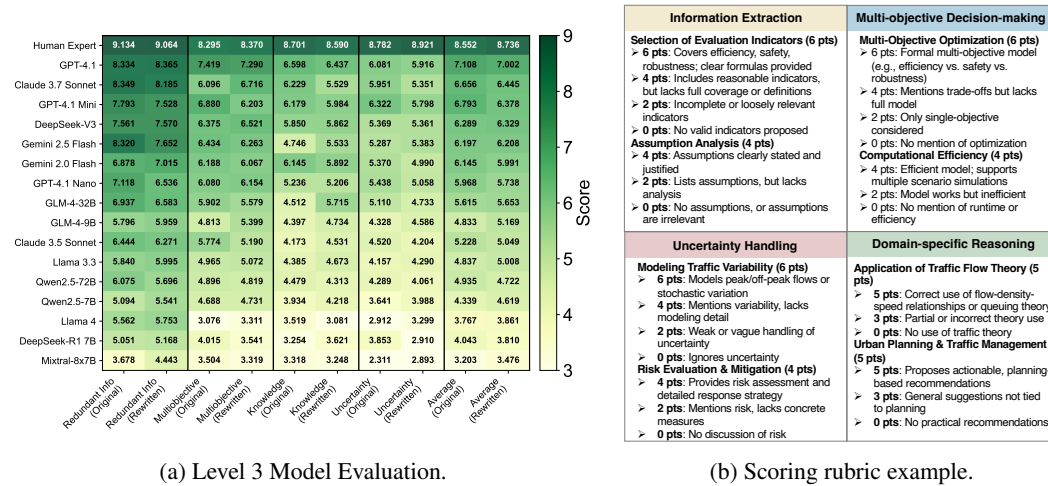 Human Expert 9.134 9.064 8.295 8.370 8.701 8.590 8.782 8.921 8.552 8.736
GPT-4.1 8.334 8.365 7.419 7.290 6.598 6.437 6.081 5.916 7.108 7.002
Claude 3.7 Sonnet 8.349 8.185 6.096 6.716 6.229 5.529 5.951 5.351 6.656 6.445
GPT-4.1 Mini 7.793 7.528 6.880 6.203 6.179 5.984 6.322 5.798 6.793 6.378
DeepSeek-V3 7.561 7.570 6.375 6.521 5.850 5.862 5.369 5.361 6.289 6.329
Gemini 2.5 Flash 8.320 7.652 6.434 6.263 4.746 5.533 5.287 5.383 6.197 6.208
Gemini 2.0 Flash 6.878 7.015 6.188 6.067 6.145 5.892 5.370 4.990 6.145 5.991
GPT-4.1 Nano 7.118 6.536 6.080 6.154 5.236 5.206 5.438 5.058 5.968 5.738
GLM-4-32B 6.937 6.583 5.902 5.579 4.512 5.715 5.110 4.733 5.615 5.653
GLM-4-9B 5.796 5.959 4.813 5.399 4.397 4.734 4.328 4.586 4.833 5.169
Claude 3.5 Sonnet 6.444 6.271 5.774 5.190 4.173 4.531 4.520 4.204 5.228 5.049
Llama 3.3 5.840 5.995 4.965 5.072 4.385 4.673 4.157 4.290 4.837 5.008
Qwen2.5-72B 6.075 5.696 4.896 4.819 4.479 4.311 4.289 4.061 4.935 4.722
Qwen2.5-7B 5.094 5.541 4.688 4.731 3.934 4.218 3.641 3.988 4.339 4.619
Llama 4 5.562 5.753 3.076 3.311 3.519 3.081 2.912 3.299 3.767 3.861
DeepSeek-R1 7B 5.051 5.168 4.015 3.541 3.254 3.621 3.853 2.910 4.043 3.810
Mixtral-8x7B 3.678 4.443 3.504 3.319 3.318 3.248 2.311 2.893 3.203 3.476
Redundant Info
(Original)
Redundant Info
(Rewritten)
Multiobjective
(Original)
Multiobjective
(Rewritten)
Knowledge
(Original)
Knowledge
(Rewritten)
Uncertainty
(Original)
Uncertainty
(Rewritten)
Average
(Original)
Average
(Rewritten)
9
8
7
6
5
4
3
Score
(a) Level 3 Model Evaluation.
Information Extraction
Selection of Evaluation Indicators (6 pts)
➢ 6 pts: Covers efficiency, safety,
robustness; clear formulas provided
➢ 4 pts: Includes reasonable indicators,
but lacks full coverage or definitions
➢ 2 pts: Incomplete or loosely relevant
indicators
➢ 0 pts: No valid indicators proposed
Assumption Analysis (4 pts)
➢ 4 pts: Assumptions clearly stated and
justified
➢ 2 pts: Lists assumptions, but lacks
analysis
➢ 0 pts: No assumptions, or assumptions
are irrelevant
Multi-objective Decision-making
Multi-Objective Optimization (6 pts)
➢ 6 pts: Formal multi-objective model
(e.g., efficiency vs. safety vs.
robustness)
➢ 4 pts: Mentions trade-offs but lacks
full model
➢ 2 pts: Only single-objective
considered
➢ 0 pts: No mention of optimization
Computational Efficiency (4 pts)
➢ 4 pts: Efficient model; supports
multiple scenario simulations
➢ 2 pts: Model works but inefficient
➢ 0 pts: No mention of runtime or
efficiency
Uncertainty Handling
Modeling Traffic Variability (6 pts)
➢ 6 pts: Models peak/off-peak flows or
stochastic variation
➢ 4 pts: Mentions variability, lacks
modeling detail
➢ 2 pts: Weak or vague handling of
uncertainty
➢ 0 pts: Ignores uncertainty
Risk Evaluation & Mitigation (4 pts)
➢ 4 pts: Provides risk assessment and
detailed response strategy
➢ 2 pts: Mentions risk, lacks concrete
measures
➢ 0 pts: No discussion of risk
Domain-specific Reasoning
Application of Traffic Flow Theory (5
pts)
➢ 5 pts: Correct use of flow-density-
speed relationships or queuing theory
➢ 3 pts: Partial or incorrect theory use
➢ 0 pts: No use of traffic theory
Urban Planning & Traffic Management
(5 pts)
➢ 5 pts: Proposes actionable, planning-
based recommendations
➢ 3 pts: General suggestions not tied
to planning
➢ 0 pts: No practical recommendations
(b) Scoring rubric example.